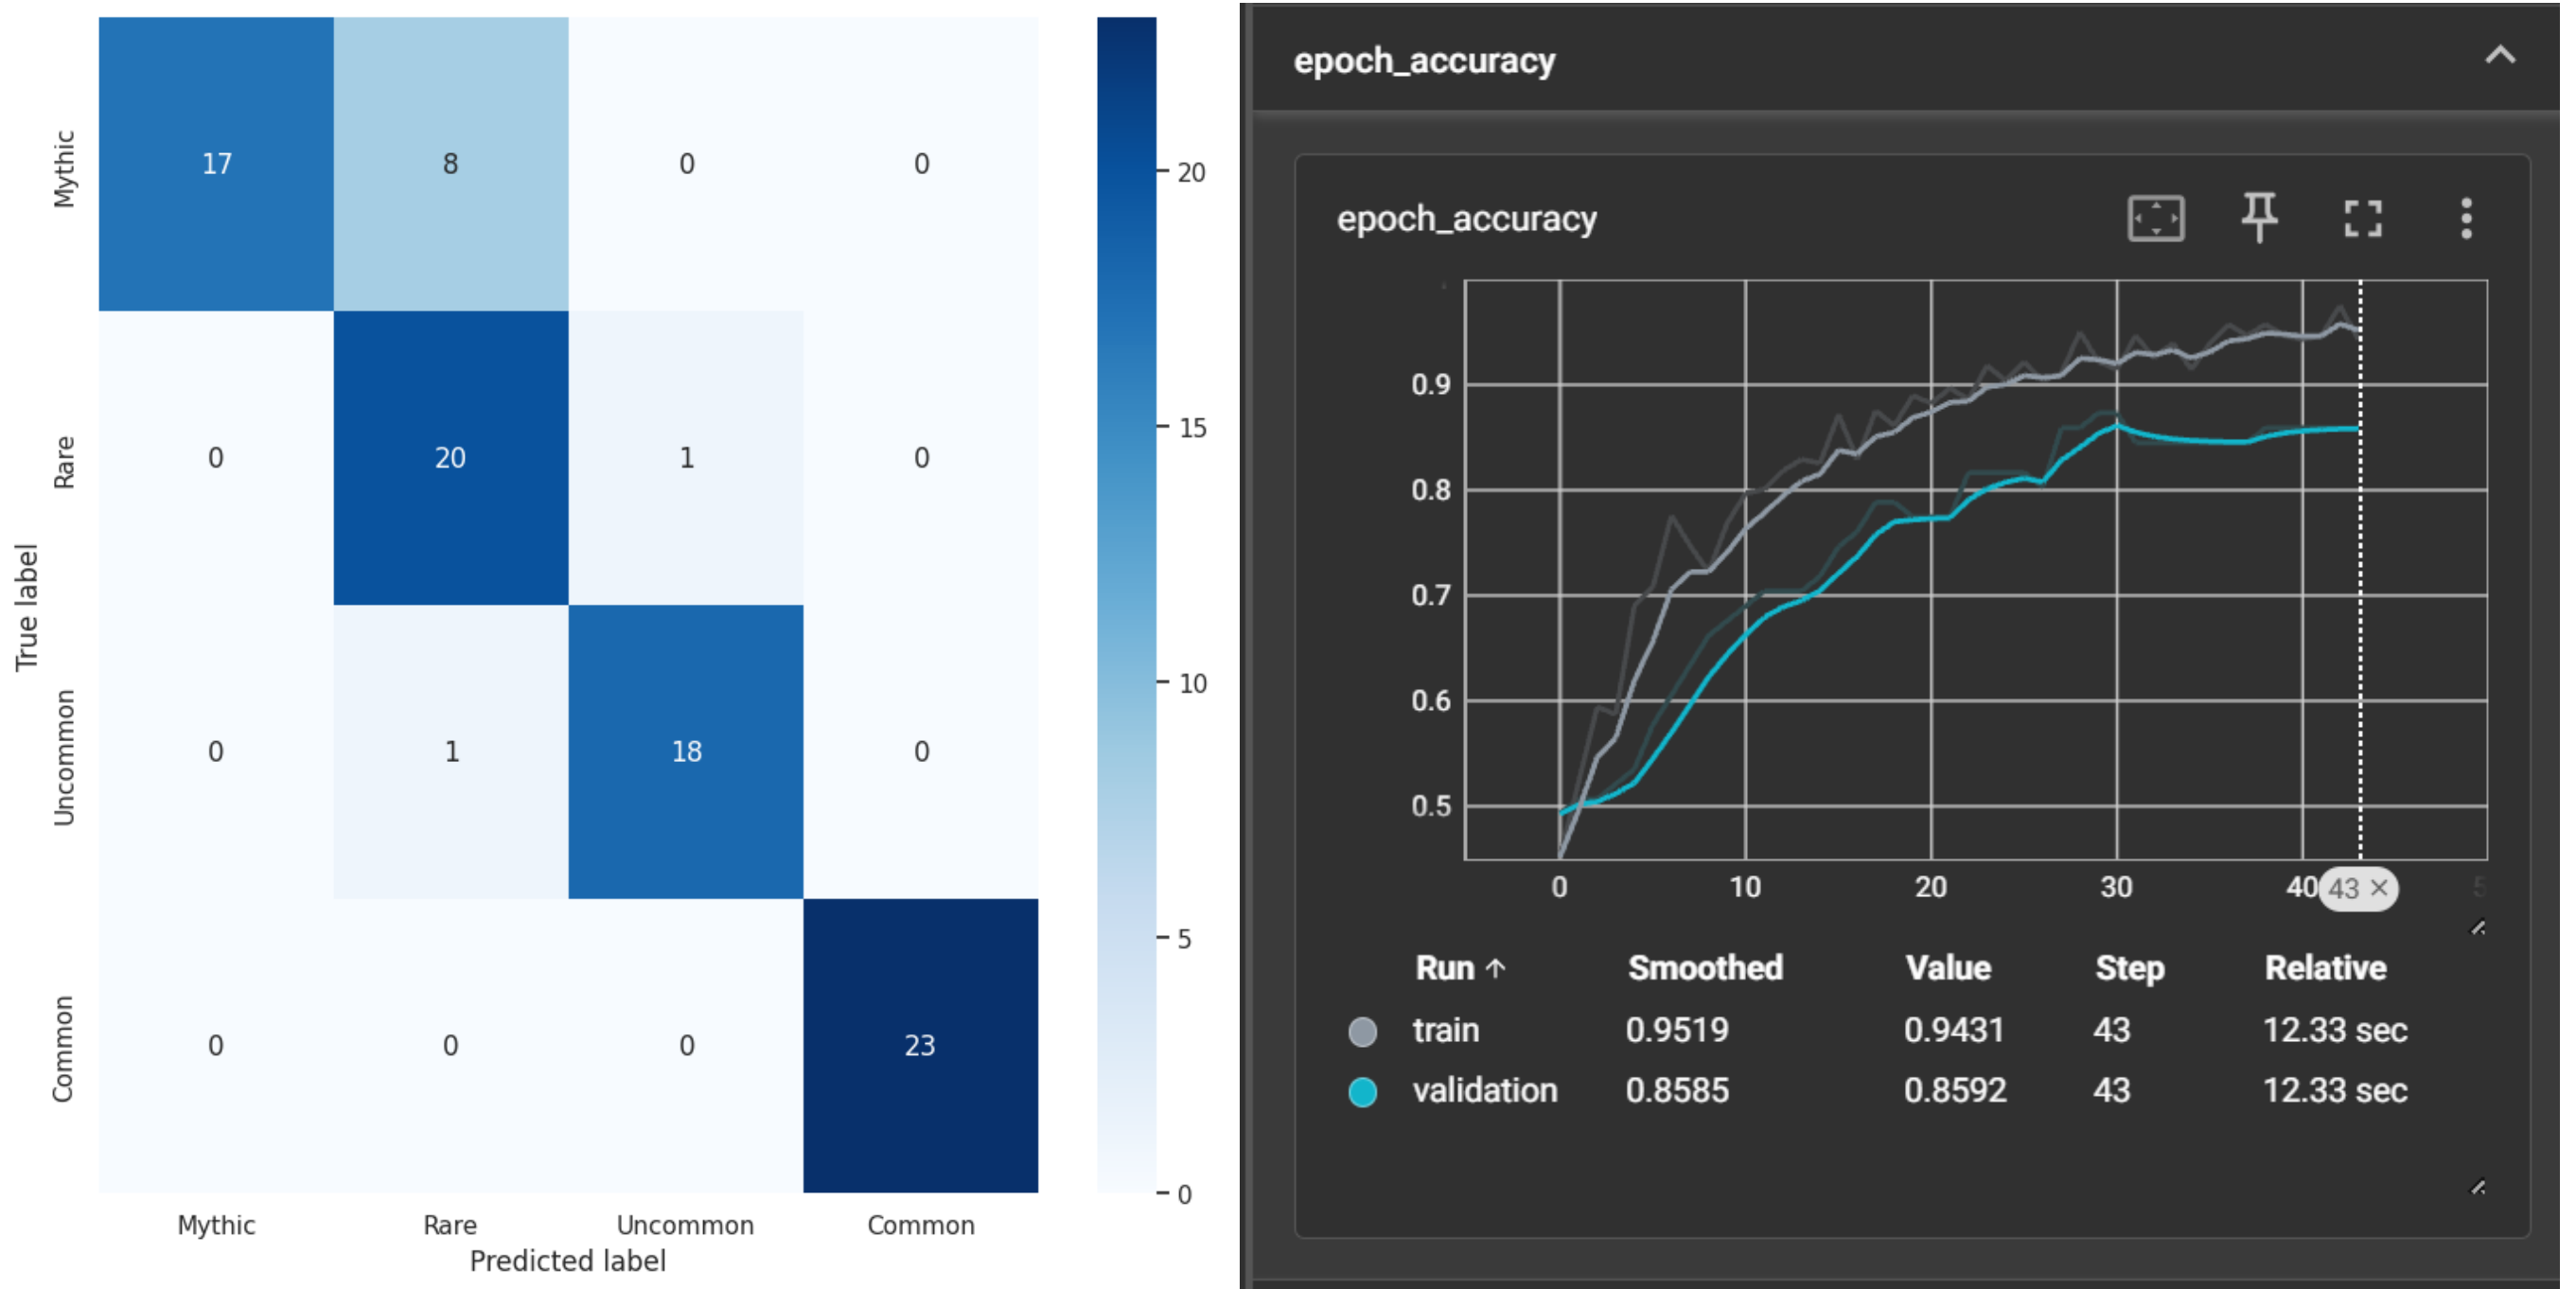 Mythic 17 8 0 0
Rare 0 20 1 0
Uncommon 0 1 18 0
Common 0 0 0 23
Mythic Rare Uncommon Common
Predicted label
True label
20
15
10
5
0
epoch_accuracy
epoch_accuracy
0.9
0.8
0.7
0.6
0.5
0 10 20 30 40 43 ×
Run ↑ Smoothed Value Step Relative
train 0.9519 0.9431 43 12.33 sec
validation 0.8585 0.8592 43 12.33 sec